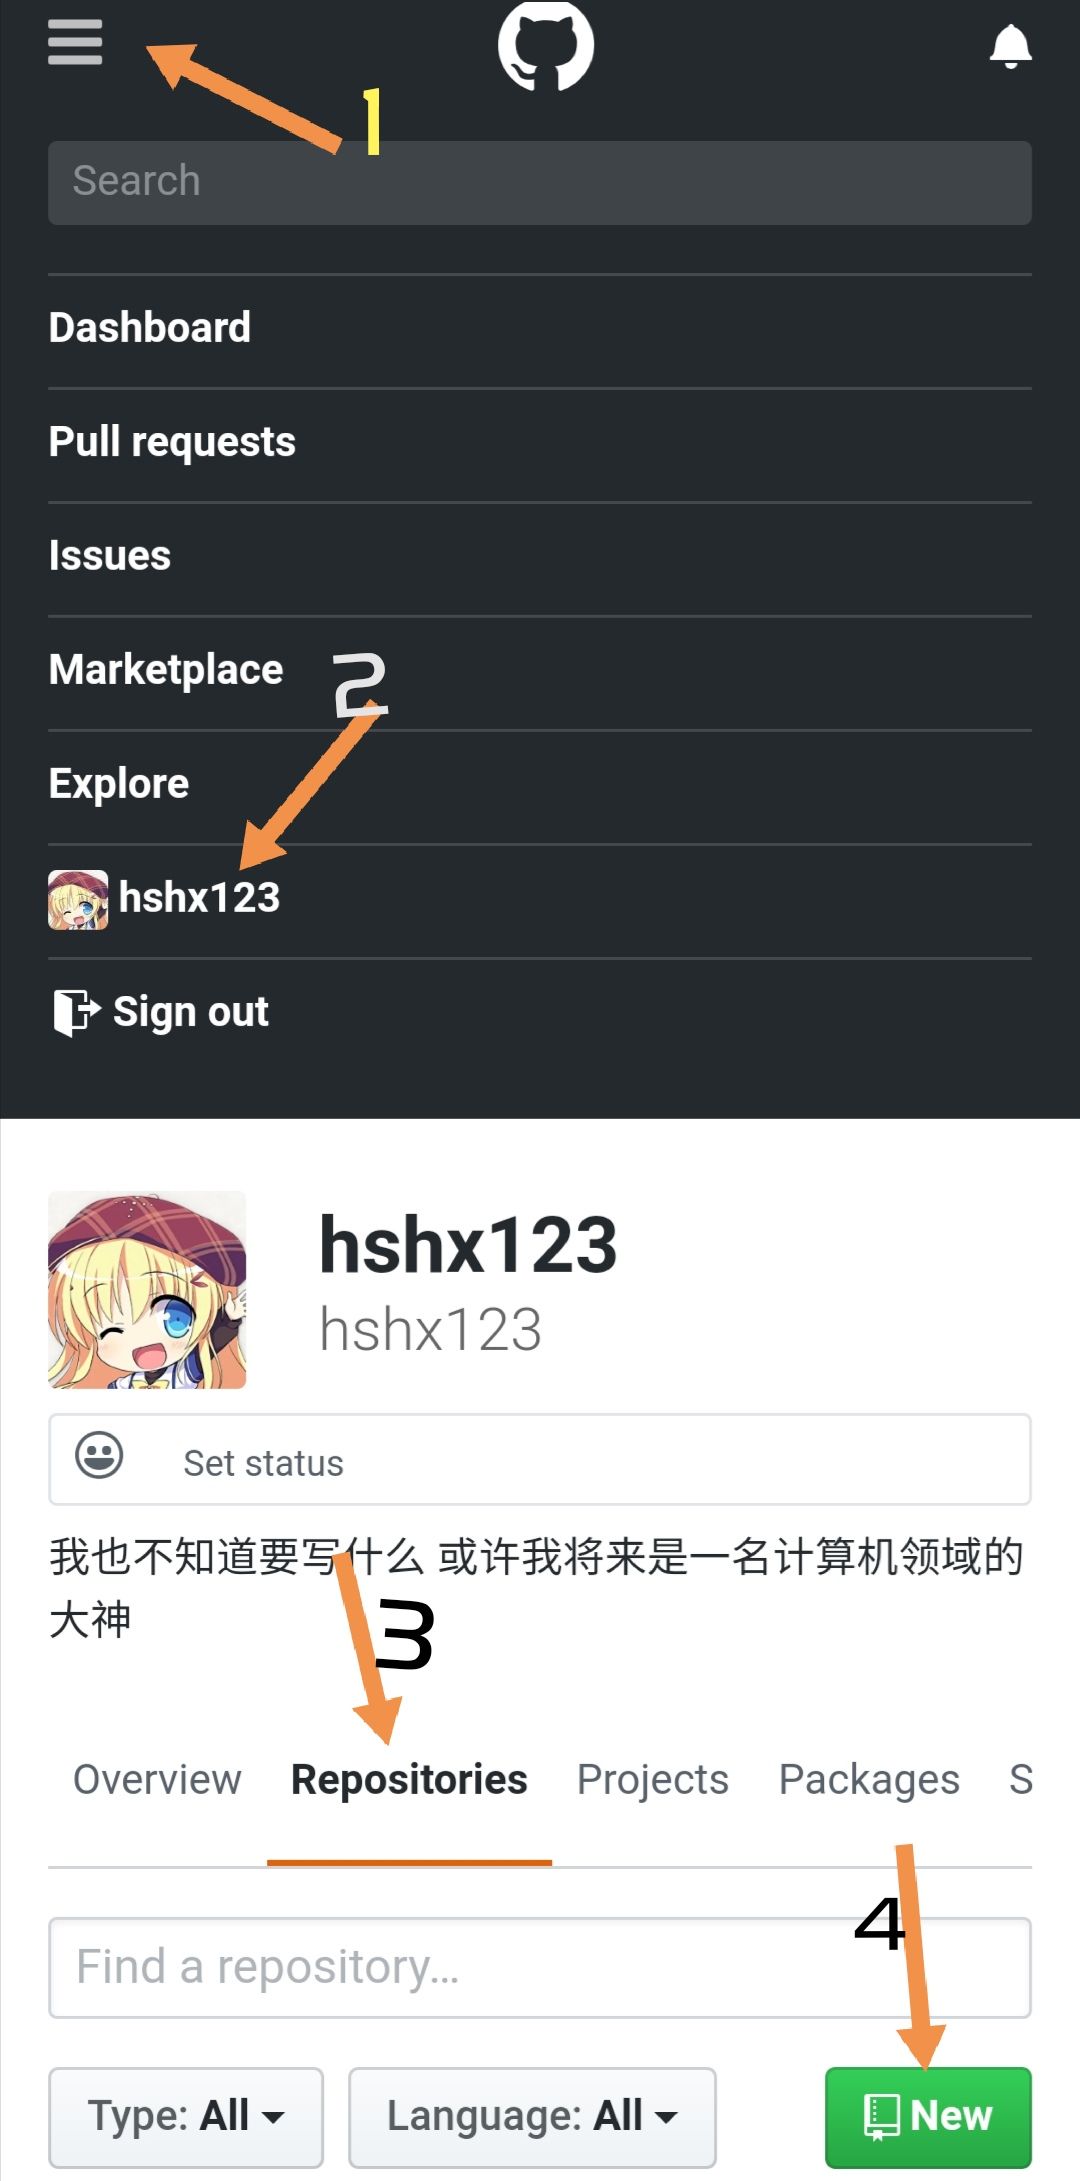 1
Search
Dashboard
Pull requests
Issues
Marketplace
2
Explore
hshx123
Sign out
hshx123
hshx123
Set status
我也不知道要写什么 或许我将来是一名计算机领域的
大神
3
Overview Repositories Projects Packages S
4
Find a repository...
Type: All Language: All New